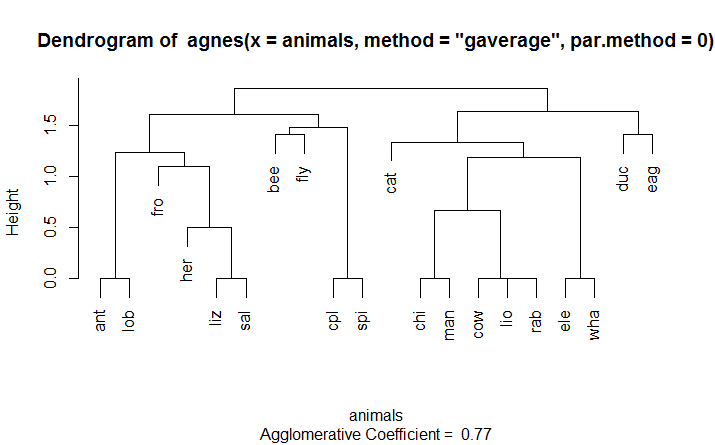 Dendrogram of agnes(x = animals, method = "gaverage", par.method = 0)
Height
1.5
1.0
0.5
0.0
ant
lob
fro
her
liz
sal
bee
fly
cpl
spi
cat
chi
man
cow
lio
rab
ele
wha
duc
eag
animals
Agglomerative Coefficient = 0.77